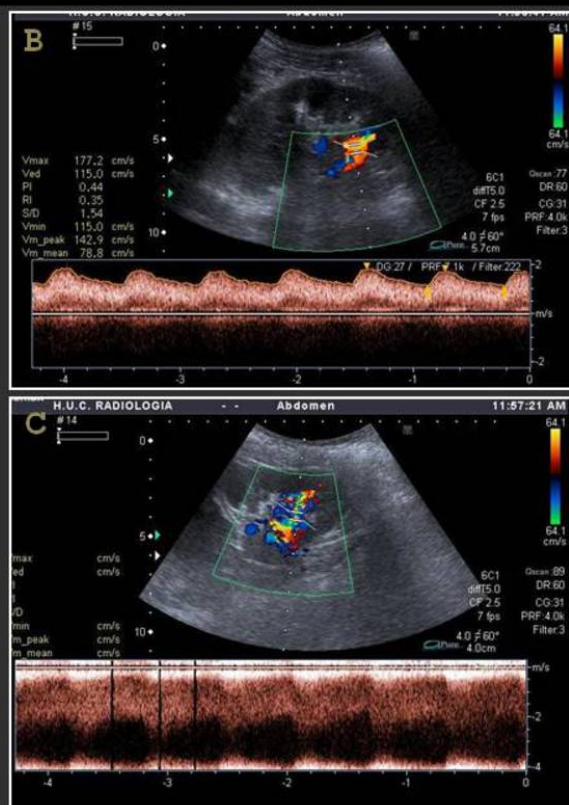 B
#15
0
5
10
64.1
64.1
cm/s
Vmax 177.2 cm/s
Ved 115.0 cm/s
PI 0.44
RI 0.35
S/D 1.54
Vmin 115.0 cm/s
Vm_peak 142.9 cm/s
Vm_mean 78.8 cm/s
6C1
diffT5.0
CF 2.5
7 fps
Qscan :77
DR:60
CG:31
PRF:4.0k
Filter:3
4.0 60°
5.7cm
DG:27 / PRF:7.1k / Filter:222
2
m/s
-2
-4 -3 -2 -1 0
H.U.C. RADIOLOGIA - - Abdomen 11:57:21 AM
C
#14
0
5
10
64.1
64.1
cm/s
max cm/s
Ved cm/s
/D
min cm/s
m_peak cm/s
m_mean cm/s
6C1
diffT5.0
CF 2.5
7 fps
Qscan :89
DR:60
CG:31
PRF:4.0k
Filter:3
4.0 60°
4.0cm
m/s
-2
-4
-4 -3 -2 -1 0